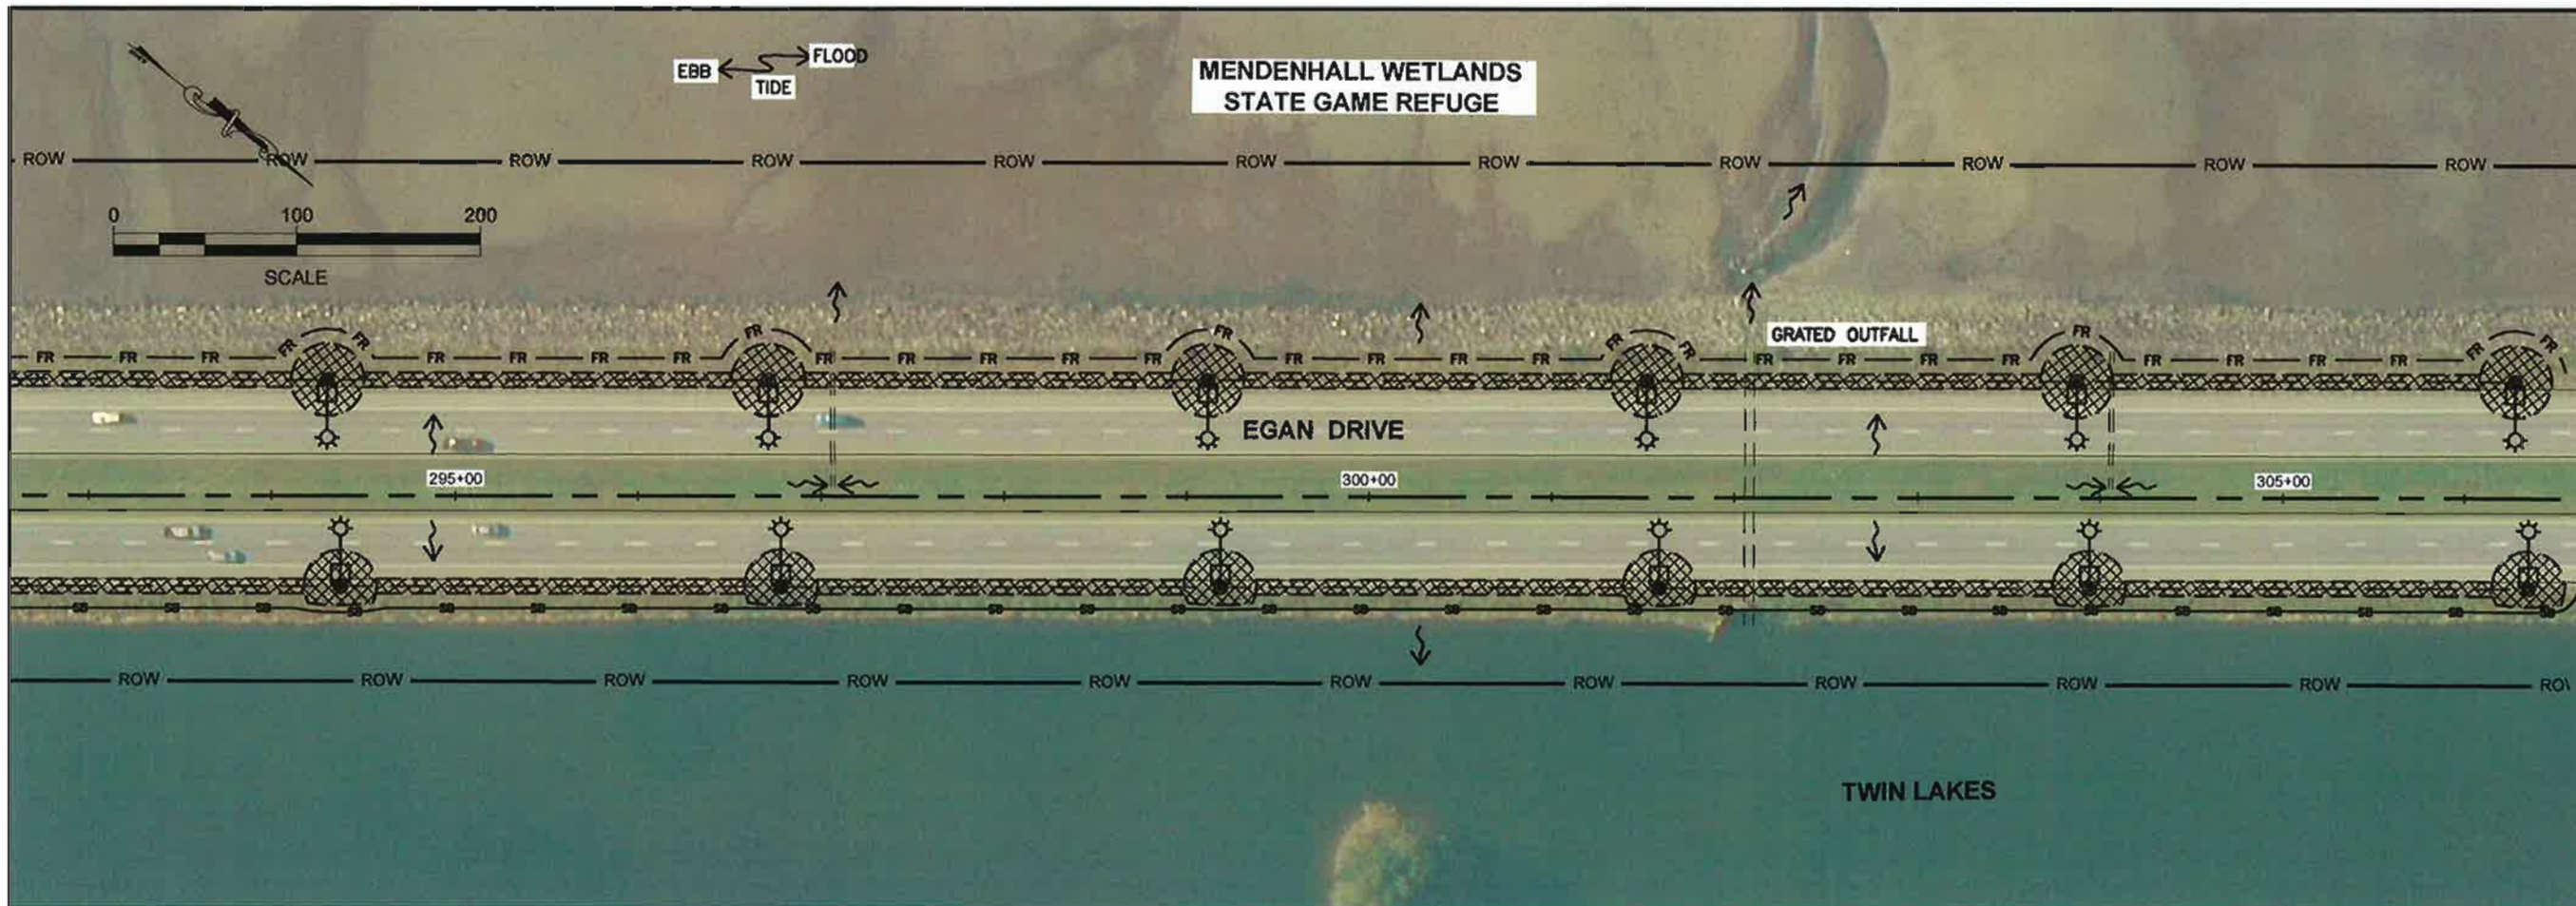 EBB
FLOOD
TIDE
MENDENHALL WETLANDS
STATE GAME REFUGE
ROW ROW ROW ROW ROW ROW ROW ROW ROW ROW ROW
0 100 200
SCALE
GRATED OUTFALL
FR FR FR FR FR FR FR FR FR FR FR FR FR FR FR FR FR FR FR FR FR FR FR FR FR FR FR FR FR FR
EGAN DRIVE
295+00 300+00 305+00
SB SB SB SB SB SB SB SB SB SB SB SB SB SB SB SB SB SB SB SB SB SB SB SB SB SB SB SB
ROW ROW ROW ROW ROW ROW ROW ROW ROW ROW
TWIN LAKES